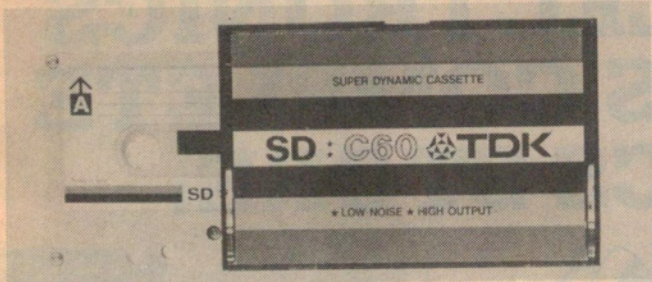 A
SD :
SUPER DYNAMIC CASSETTE
SD : C60 TDK
★ LOW NOISE ★ HIGH OUTPUT